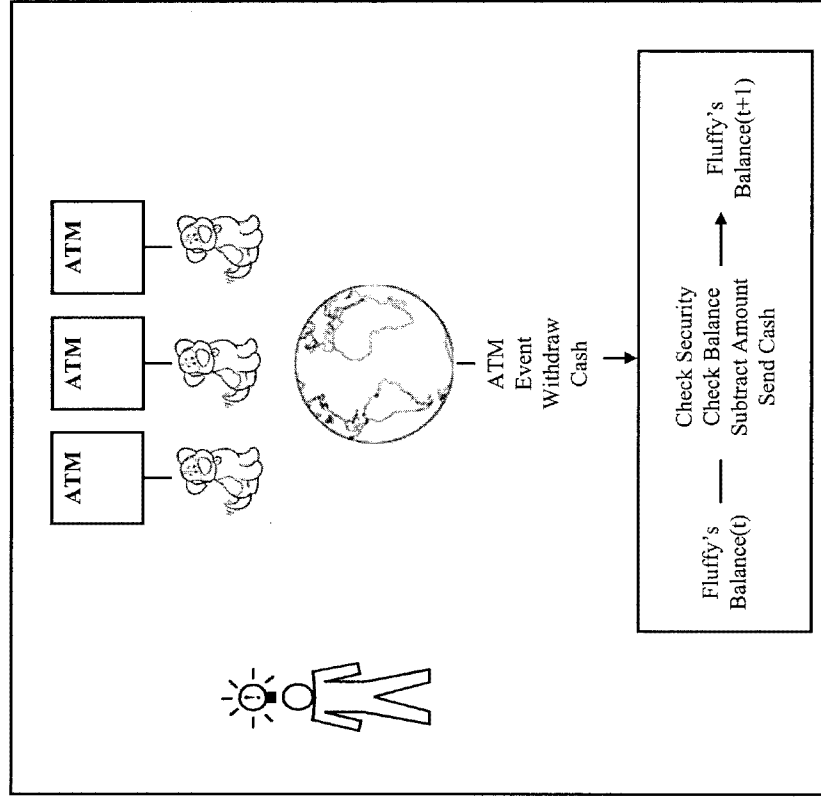 ATM
ATM
ATM
!
ATM
Event
Withdraw
Cash
Fluffy's
Balance(t)
Check Security
Check Balance
Subtract Amount
Send Cash
Fluffy's
Balance(t+1)